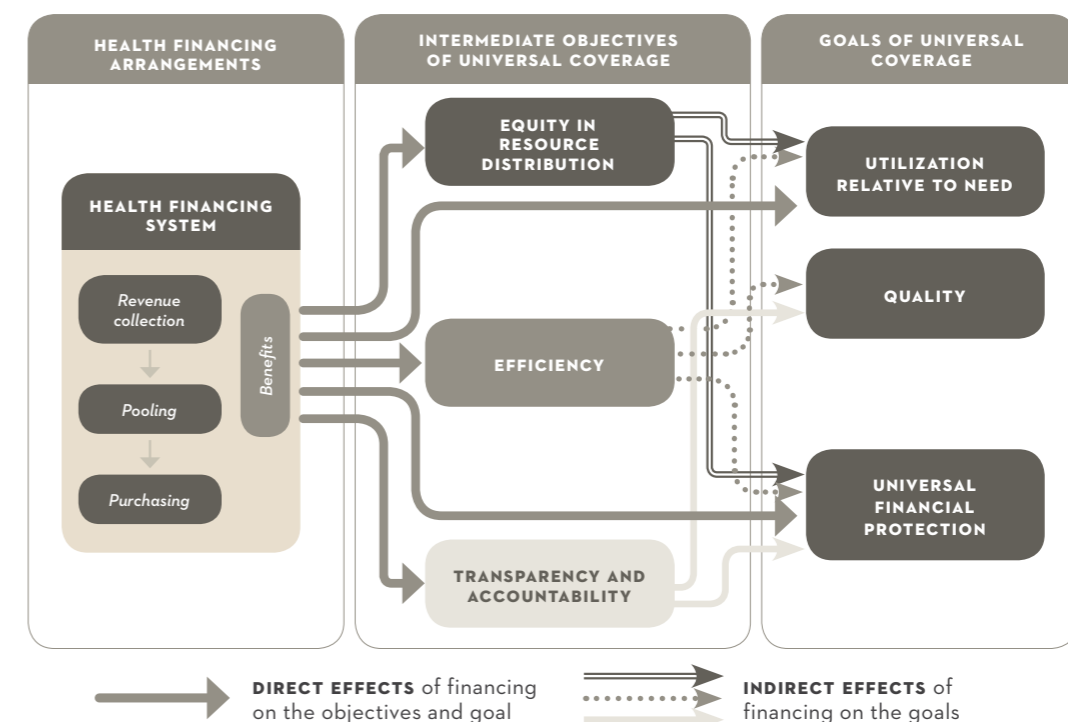 HEALTH FINANCING
ARRANGEMENTS
INTERMEDIATE OBJECTIVES
OF UNIVERSAL COVERAGE
GOALS OF UNIVERSAL
COVERAGE
HEALTH FINANCING
SYSTEM
Revenue
collection
Pooling
Purchasing
Benefits
EQUITY IN
RESOURCE
DISTRIBUTION
EFFICIENCY
TRANSPARENCY AND
ACCOUNTABILITY
UTILIZATION
RELATIVE TO NEED
QUALITY
UNIVERSAL
FINANCIAL
PROTECTION
DIRECT EFFECTS of financing
on the objectives and goal
INDIRECT EFFECTS of
financing on the goals